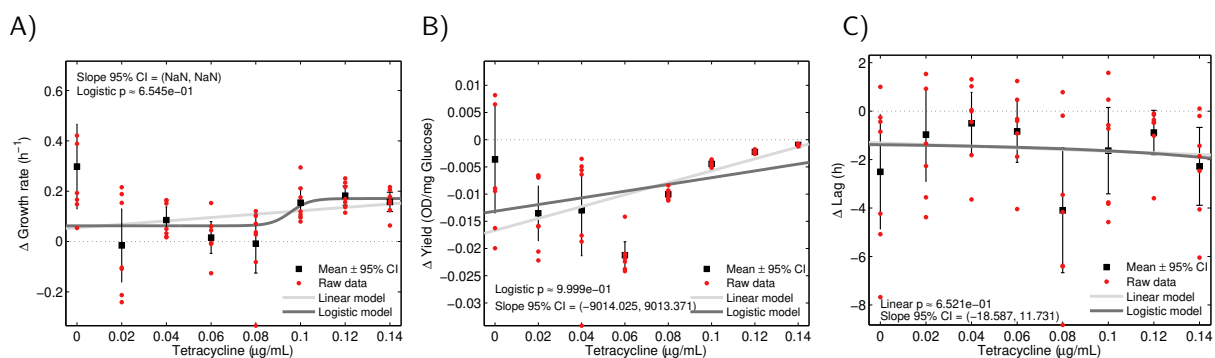 A)
B)
C)
Slope 95% CI = (NaN, NaN)
Logistic p ≈ 6.545e−01
0.6
0.4
0.2
0
−0.2
Δ Growth rate (h⁻¹)
Mean ± 95% CI
Raw data
Linear model
Logistic model
0 0.02 0.04 0.06 0.08 0.10 0.12 0.14
Tetracycline (µg/mL)
0.01
0.005
0
−0.005
−0.01
−0.015
−0.02
−0.025
−0.03
Δ Yield (OD/mg Glucose)
Mean ± 95% CI
Raw data
Linear model
Logistic model
Logistic p ≈ 9.999e−01
Slope 95% CI = (−9014.025, 9013.371)
0 0.02 0.04 0.06 0.08 0.10 0.12 0.14
Tetracycline (µg/mL)
2
0
−2
−4
−6
−8
Δ Lag (h)
Mean ± 95% CI
Raw data
Linear model
Logistic model
Linear p ≈ 6.521e−01
Slope 95% CI = (−18.587, 11.731)
0 0.02 0.04 0.06 0.08 0.10 0.12 0.14
Tetracycline (µg/mL)